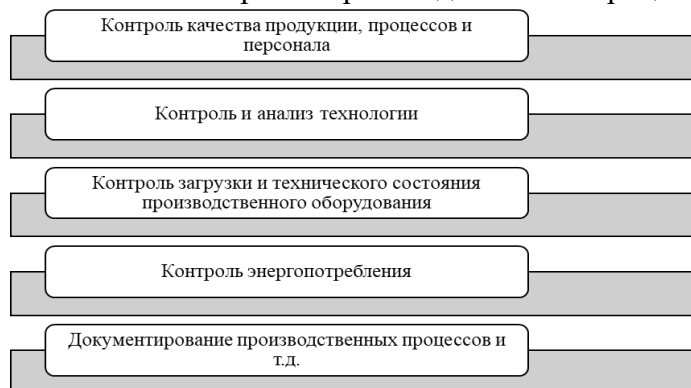 Контроль качества продукции, процессов и
персонала
Контроль и анализ технологии
Контроль загрузки и технического состояния
производственного оборудования
Контроль энергопотребления
Документирование производственных процессов и
т.д.